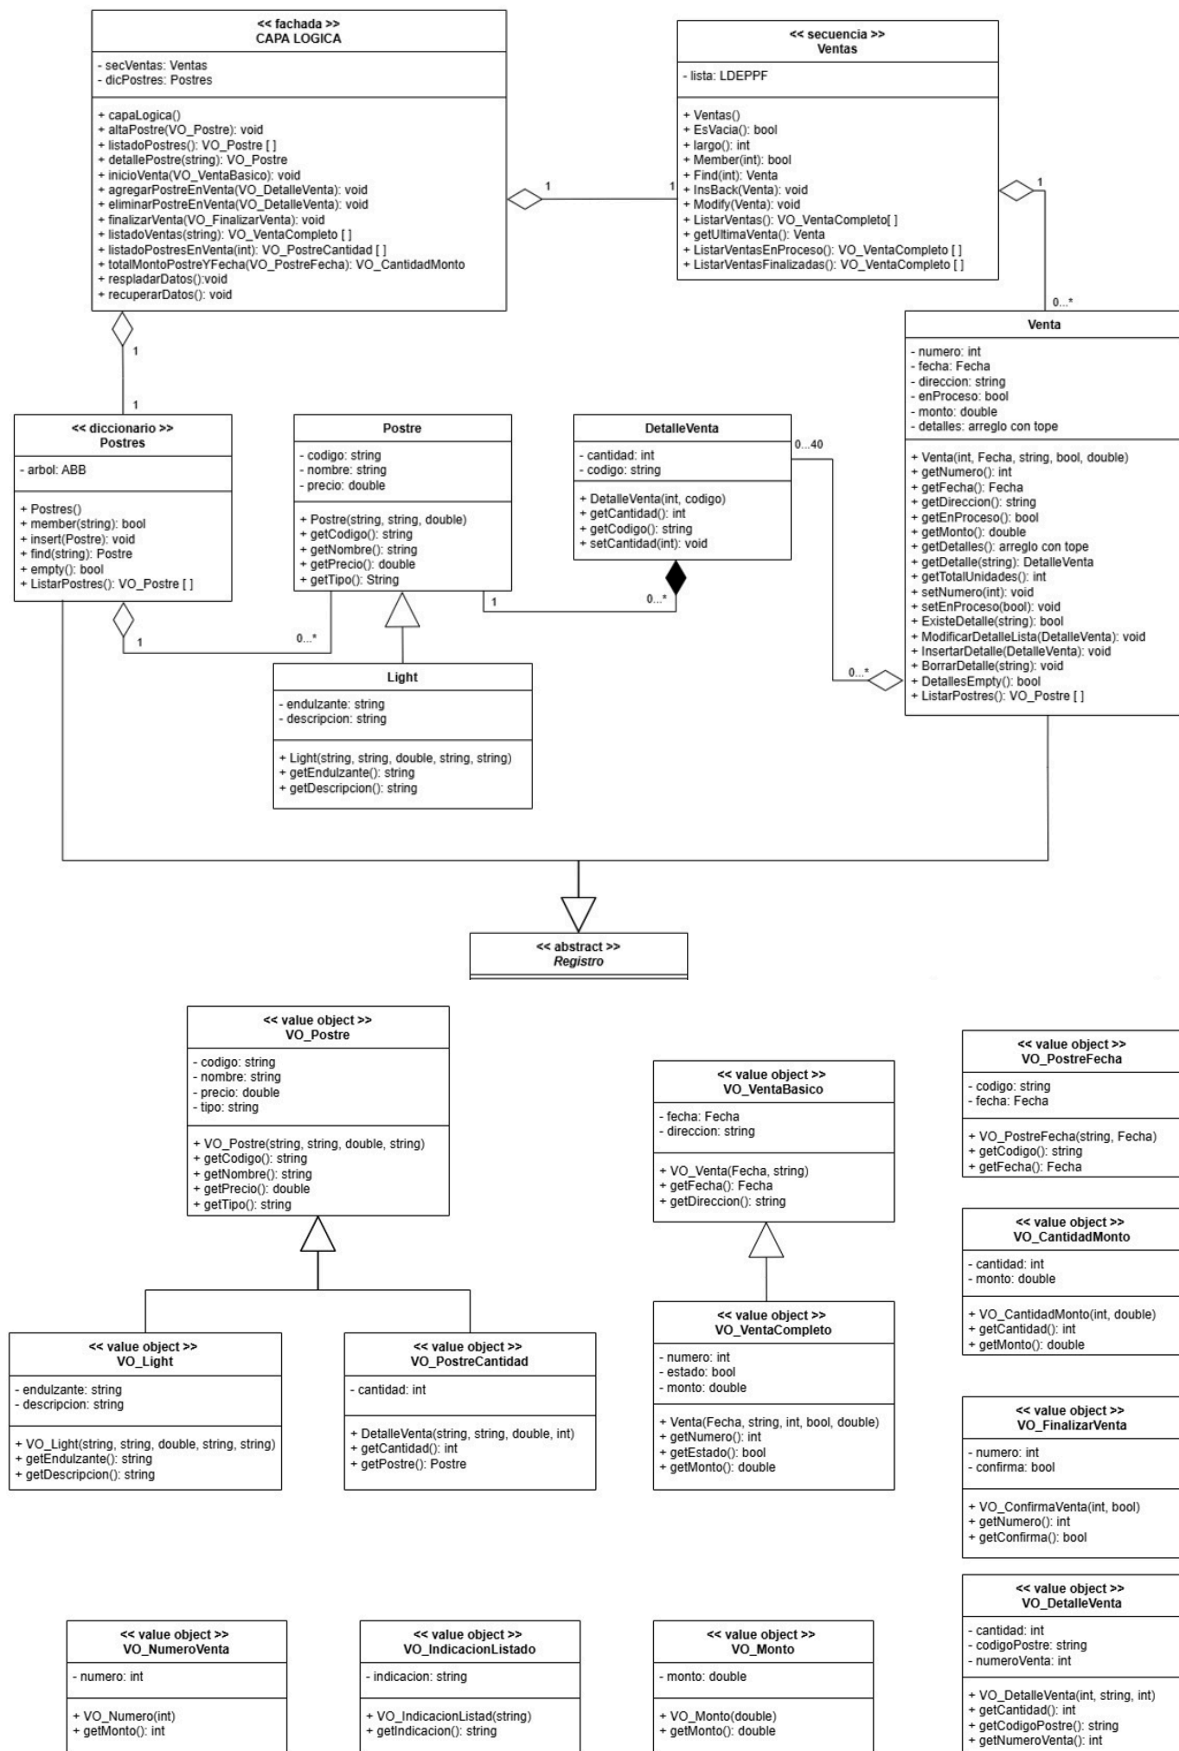 << fachada >>
CAPA LOGICA
- secVentas: Ventas
- dicPostres: Postres
+ capaLogica()
+ altaPostre(VO_Postre): void
+ listadoPostres(): VO_Postre [ ]
+ detallePostre(string): VO_Postre
+ inicioVenta(VO_VentaBasico): void
+ agregarPostreEnVenta(VO_DetalleVenta): void
+ eliminarPostreEnVenta(VO_DetalleVenta): void
+ finalizarVenta(VO_FinalizarVenta): void
+ listadoVentas(string): VO_VentaCompleto [ ]
+ listadoPostresEnVenta(int): VO_PostreCantidad [ ]
+ totalMontoPostreYFecha(VO_PostreFecha): VO_CantidadMonto
+ respladarDatos():void
+ recuperarDatos(): void
1
1
<< secuencia >>
Ventas
- lista: LDEPPF
+ Ventas()
+ EsVacia(): bool
+ largo(): int
+ Member(int): bool
+ Find(int): Venta
+ InsBack(Venta): void
+ Modify(Venta): void
+ ListarVentas(): VO_VentaCompleto[ ]
+ getUltimaVenta(): Venta
+ ListarVentasEnProceso(): VO_VentaCompleto [ ]
+ ListarVentasFinalizadas(): VO_VentaCompleto [ ]
1
0...*
1
1
<< diccionario >>
Postres
- arbol: ABB
+ Postres()
+ member(string): bool
+ insert(Postre): void
+ find(string): Postre
+ empty(): bool
+ ListarPostres(): VO_Postre [ ]
1
0...*
Postre
- codigo: string
- nombre: string
- precio: double
+ Postre(string, string, double)
+ getCodigo(): string
+ getNombre(): string
+ getPrecio(): double
+ getTipo(): String
1
0...*
DetalleVenta
- cantidad: int
- codigo: string
+ DetalleVenta(int, codigo)
+ getCantidad(): int
+ getCodigo(): string
+ setCantidad(int): void
0...40
0...*
Venta
- numero: int
- fecha: Fecha
- direccion: string
- enProceso: bool
- monto: double
- detalles: arreglo con tope
+ Venta(int, Fecha, string, bool, double)
+ getNumero(): int
+ getFecha(): Fecha
+ getDireccion(): string
+ getEnProceso(): bool
+ getMonto(): double
+ getDetalles(): arreglo con tope
+ getDetalle(string): DetalleVenta
+ getTotalUnidades(): int
+ setNumero(int): void
+ setEnProceso(bool): void
+ ExisteDetalle(string): bool
+ ModificarDetalleLista(DetalleVenta): void
+ InsertarDetalle(DetalleVenta): void
+ BorrarDetalle(string): void
+ DetallesEmpty(): bool
+ ListarPostres(): VO_Postre [ ]
Light
- endulzante: string
- descripcion: string
+ Light(string, string, double, string, string)
+ getEndulzante(): string
+ getDescripcion(): string
<< abstract >>
Registro
<< value object >>
VO_Postre
- codigo: string
- nombre: string
- precio: double
- tipo: string
+ VO_Postre(string, string, double, string)
+ getCodigo(): string
+ getNombre(): string
+ getPrecio(): double
+ getTipo(): string
<< value object >>
VO_VentaBasico
- fecha: Fecha
- direccion: string
+ VO_Venta(Fecha, string)
+ getFecha(): Fecha
+ getDireccion(): string
<< value object >>
VO_PostreFecha
- codigo: string
- fecha: Fecha
+ VO_PostreFecha(string, Fecha)
+ getCodigo(): string
+ getFecha(): Fecha
<< value object >>
VO_CantidadMonto
- cantidad: int
- monto: double
+ VO_CantidadMonto(int, double)
+ getCantidad(): int
+ getMonto(): double
<< value object >>
VO_Light
- endulzante: string
- descripcion: string
+ VO_Light(string, string, double, string, string)
+ getEndulzante(): string
+ getDescripcion(): string
<< value object >>
VO_PostreCantidad
- cantidad: int
+ DetalleVenta(string, string, double, int)
+ getCantidad(): int
+ getPostre(): Postre
<< value object >>
VO_VentaCompleto
- numero: int
- estado: bool
- monto: double
+ Venta(Fecha, string, int, bool, double)
+ getNumero(): int
+ getEstado(): bool
+ getMonto(): double
<< value object >>
VO_FinalizarVenta
- numero: int
- confirma: bool
+ VO_ConfirmaVenta(int, bool)
+ getNumero(): int
+ getConfirma(): bool
<< value object >>
VO_NumeroVenta
- numero: int
+ VO_Numero(int)
+ getMonto(): int
<< value object >>
VO_IndicacionListado
- indicacion: string
+ VO_IndicacionListad(string)
+ getIndicacion(): string
<< value object >>
VO_Monto
- monto: double
+ VO_Monto(double)
+ getMonto(): double
<< value object >>
VO_DetalleVenta
- cantidad: int
- codigoPostre: string
- numeroVenta: int
+ VO_DetalleVenta(int, string, int)
+ getCantidad(): int
+ getCodigoPostre(): string
+ getNumeroVenta(): int